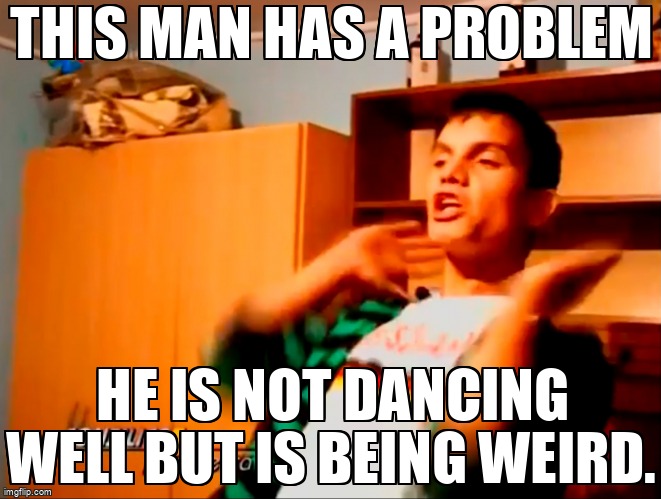 THIS MAN HAS A PROBLEM
HE IS NOT DANCING
WELL BUT IS BEING WEIRD.
imgflip.com